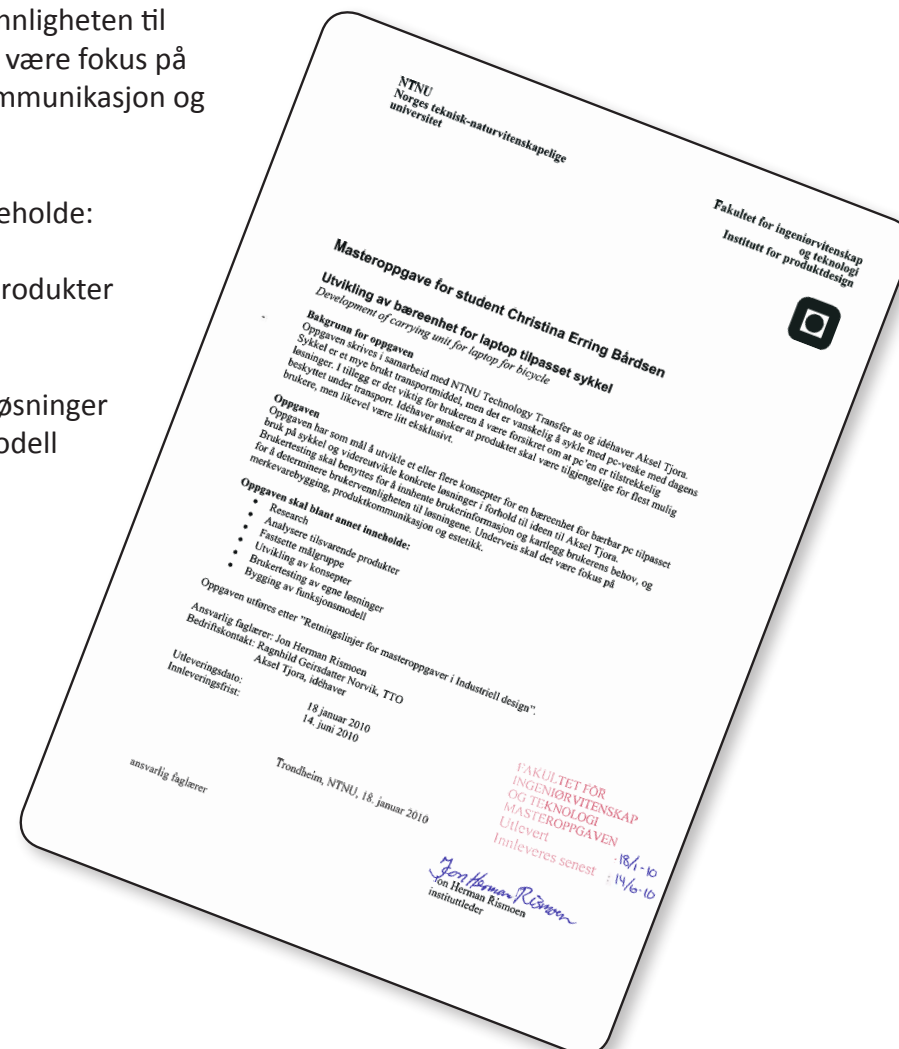 nnligheten til
være fokus på
mmunikasjon og
eholde:
rodukter
øsninger
odell
NTNU
Norges teknisk-naturvitenskapelige
universitet
Fakultet for ingeniørvitenskap
og teknologi
Institutt for produktdesign
Masteroppgave for student Christina Erring Bårdsen
Utvikling av bæreenhet for laptop tilpasset sykkel
Development of carrying unit for laptop for bicycle
Bakgrunn for oppgaven
Oppgaven skrives i samarbeid med NTNU Technology Transfer as og idéhaver Aksel Tjora.
Sykkel er et mye brukt transportmiddel, men det er vanskelig å sykle med pc-veske med dagens
løsninger. I tillegg er det viktig for brukeren å være forsikret om at pc'en er tilstrekkelig
beskyttet under transport. Idéhaver ønsker at produktet skal være tilgjengelige for flest mulig
brukere, men likevel være litt eksklusivt.
Oppgave
Oppgaven har som mål å utvikle et eller flere konsepter for en bæreenhet for bærbar pc tilpasset
bruk på sykkel og videreutvikle konkrete løsninger i forhold til ideen til Aksel Tjora.
Brukertesting skal benyttes for å innhente brukerinformasjon og kartlegg brukerens behov, og
for å determinere brukervennligheten til løsningene. Underveis skal det være fokus på
merkevarebygging, produktkommunikasjon og estetikk.
Oppgaven skal blant annet inneholde:
• Research
• Analysere tilsvarende produkter
• Fastsette målgruppe
• Utvikling av konsepter
• Brukertesting av egne løsninger
• Bygging av funksjonsmodell
Oppgaven utføres etter "Retningslinjer for masteroppgaver i Industriell design".
Ansvarlig faglærer: Jon Herman Rismoen
Bedriftskontakt: Ragnhild Geirsdatter Norvik, TTO
Aksel Tjora, idéhaver
Utleveringsdato: 18 januar 2010
Innleveringsfrist: 14. juni 2010
Trondheim, NTNU, 18. januar 2010
ansvarlig faglærer
FAKULTET FOR
INGENIØRVITENSKAP
OG TEKNOLOGI
MASTEROPPGAVEN
Utlevert : 18/1-10
Innleveres senest : 14/6-10
Jon Herman Rismoen
Jon Herman Rismoen
instituttleder